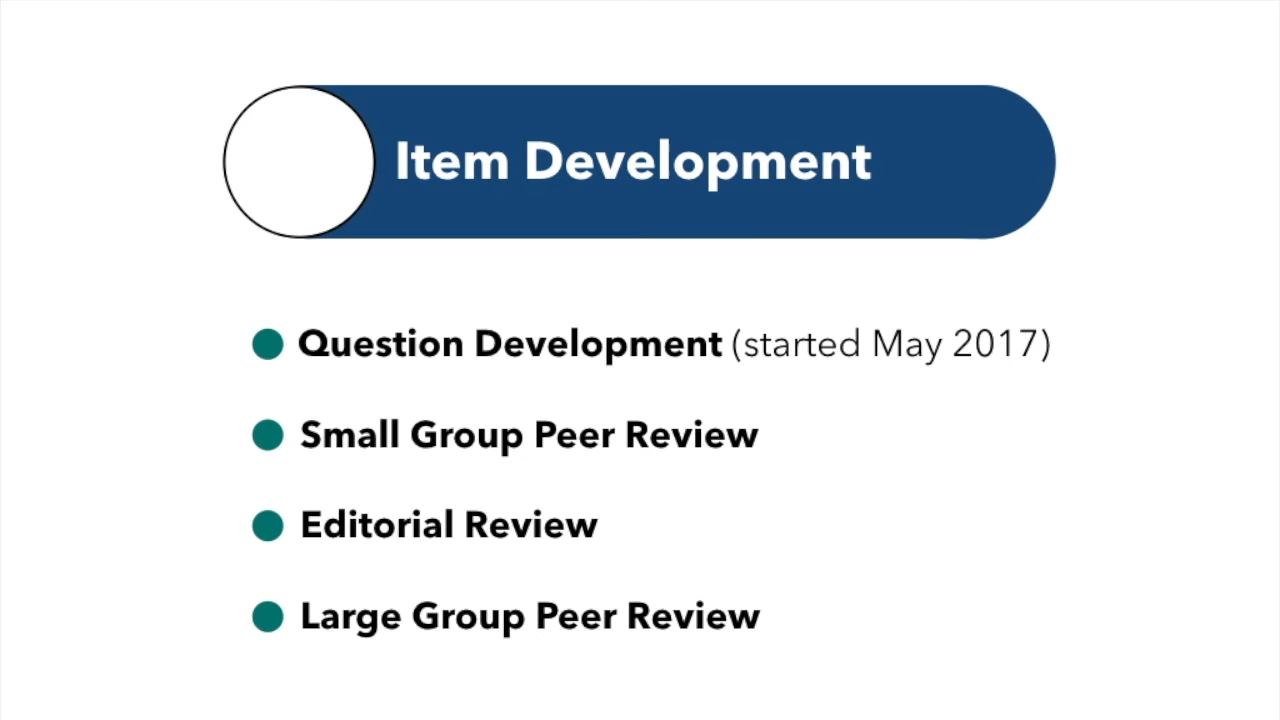 Item Development
Question Development (started May 2017)
Small Group Peer Review
Editorial Review
Large Group Peer Review